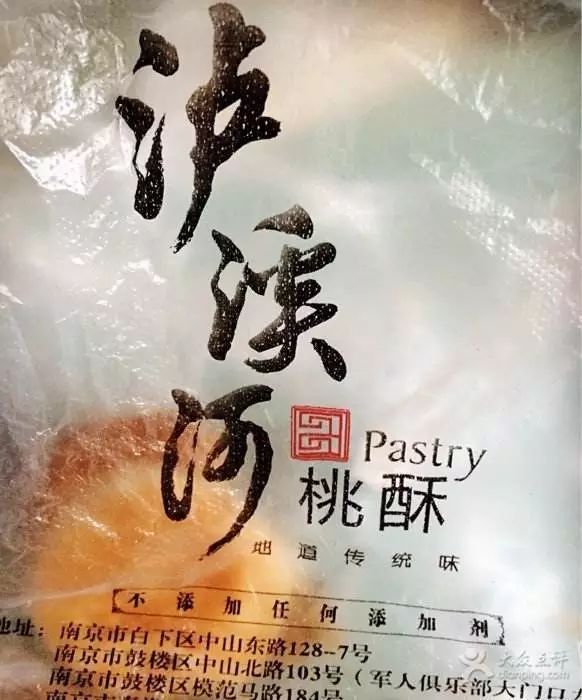 泸溪河
Pastry
桃酥
地道传统味
不添加任何添加剂
地址：南京市白下区中山东路128--7号
南京市鼓楼区中山北路103号（军人俱乐部大门口
南京市鼓楼区模范马路184号
大众点评
dianping.com